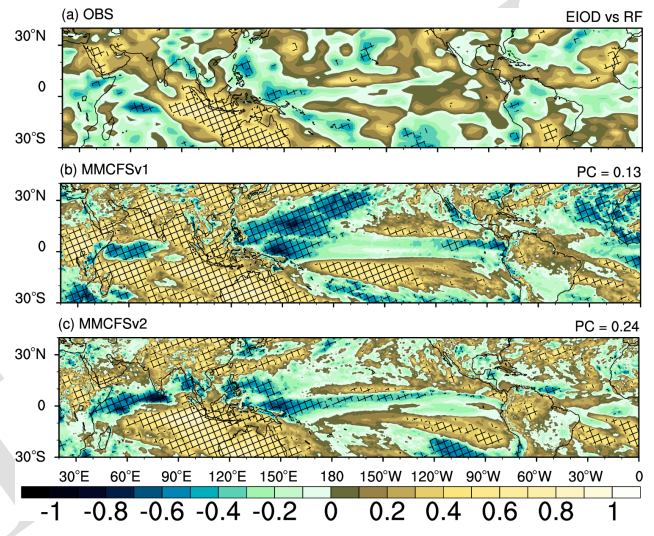 (a) OBS EIOD vs RF
30°N
0
30°S
(b) MMCFSv1 PC = 0.13
30°N
0
30°S
(c) MMCFSv2 PC = 0.24
30°N
0
30°S
30°E 60°E 90°E 120°E 150°E 180 150°W 120°W 90°W 60°W 30°W 0
-1 -0.8 -0.6 -0.4 -0.2 0 0.2 0.4 0.6 0.8 1